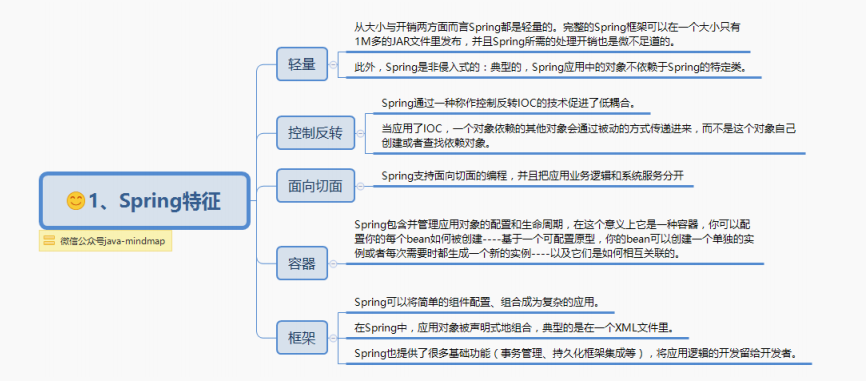 从大小与开销两方面而言Spring都是轻量的。完整的Spring框架可以在一个大小只有
1M多的JAR文件里发布，并且Spring所需的处理开销也是微不足道的。
轻量
此外，Spring是非侵入式的：典型的，Spring应用中的对象不依赖于Spring的特定类。
Spring通过一种称作控制反转IOC的技术促进了低耦合。
控制反转
当应用了IOC，一个对象依赖的其他对象会通过被动的方式传递进来，而不是这个对象自己
创建或者查找依赖对象。
面向切面
Spring支持面向切面的编程，并且把应用业务逻辑和系统服务分开
1、Spring特征
微信公众号java-mindmap
Spring包含并管理应用对象的配置和生命周期，在这个意义上它是一种容器，你可以配
置你的每个bean如何被创建----基于一个可配置原型，你的bean可以创建一个单独的实
例或者每次需要时都生成一个新的实例----以及它们是如何相互关联的。
容器
Spring可以将简单的组件配置、组合成为复杂的应用。
框架
在Spring中，应用对象被声明式地组合，典型的是在一个XML文件里。
Spring也提供了很多基础功能（事务管理、持久化框架集成等），将应用逻辑的开发留给开发者。